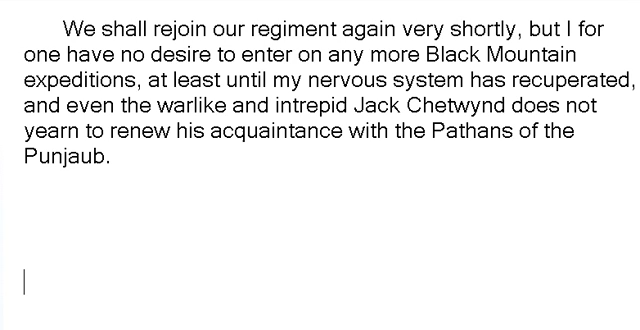 We shall rejoin our regiment again very shortly, but I for
one have no desire to enter on any more Black Mountain
expeditions, at least until my nervous system has recuperated,
and even the warlike and intrepid Jack Chetwynd does not
yearn to renew his acquaintance with the Pathans of the
Punjaub.